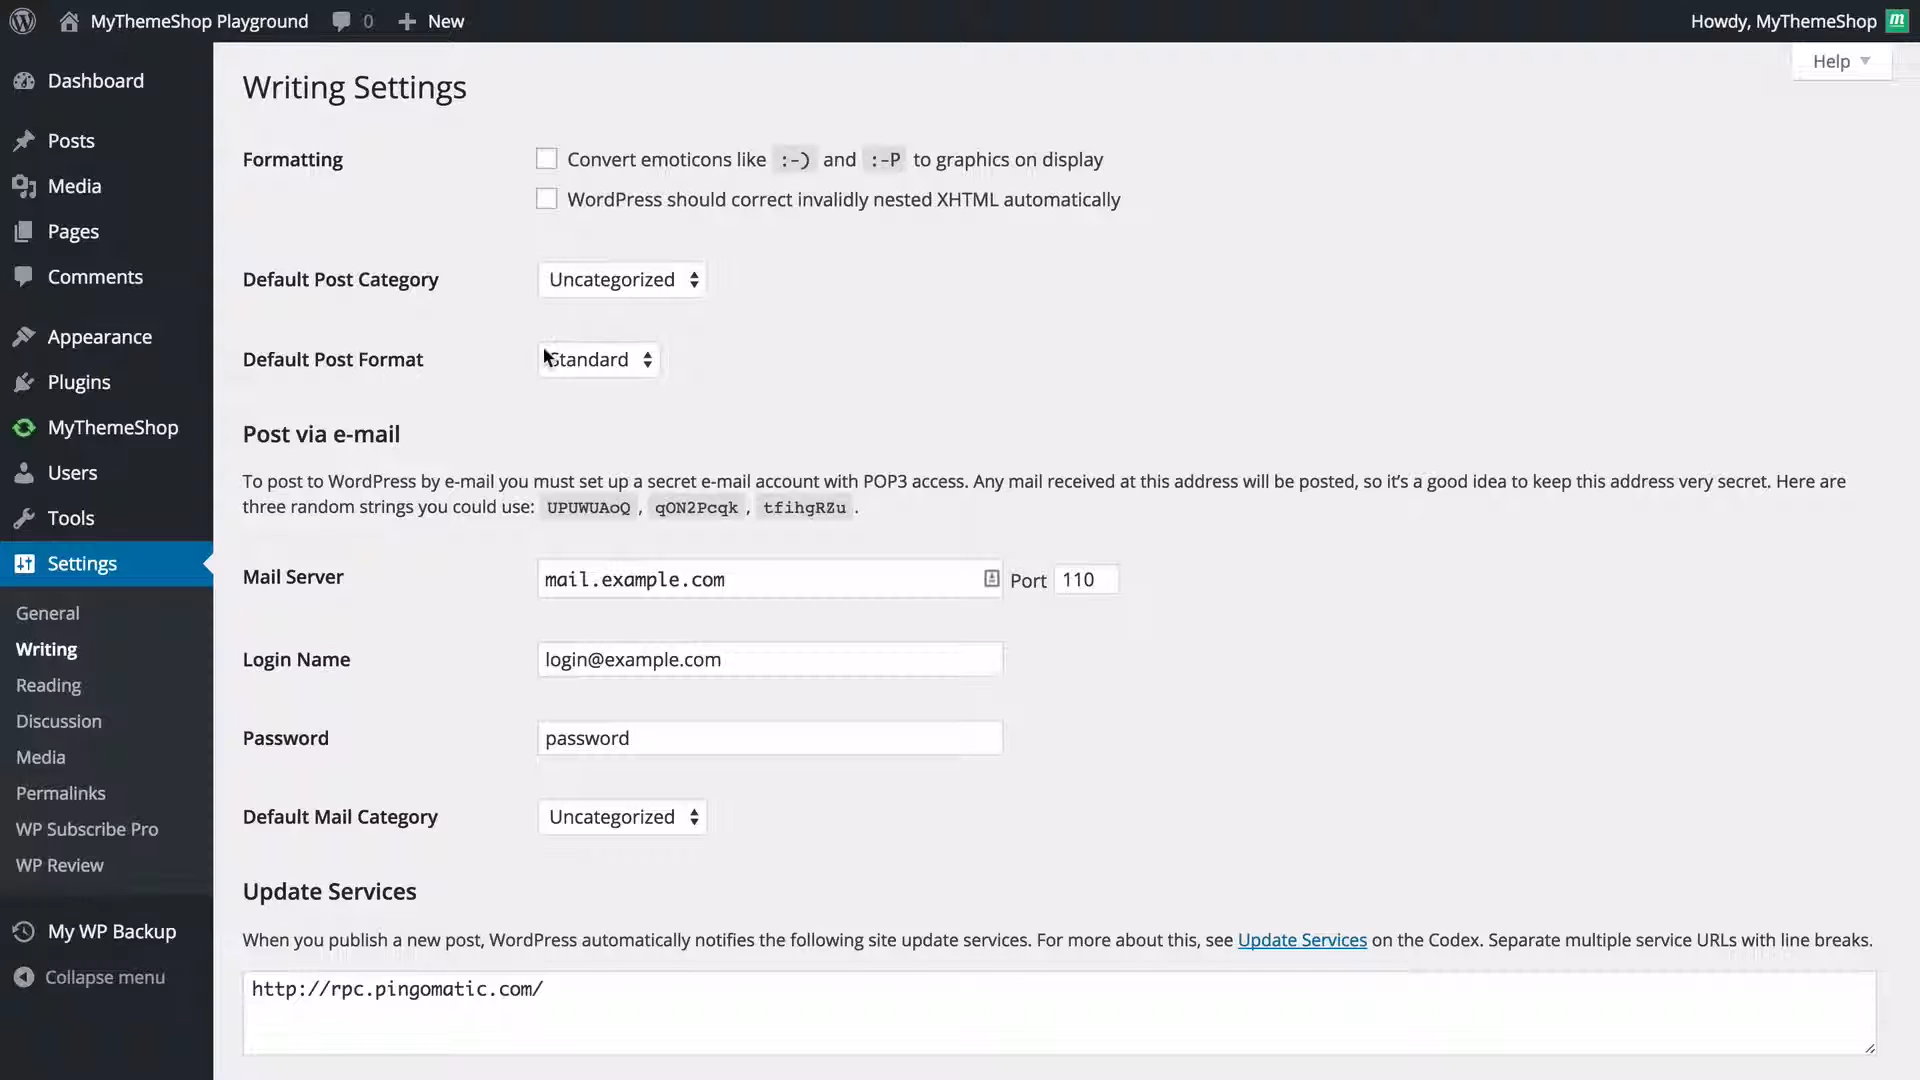 MyThemeShop Playground 0 New Howdy, MyThemeShop m
Help
Dashboard
Posts
Media
Pages
Comments
Appearance
Plugins
MyThemeShop
Users
Tools
Settings
General
Writing
Reading
Discussion
Media
Permalinks
WP Subscribe Pro
WP Review
My WP Backup
Collapse menu
Writing Settings
Formatting
Convert emoticons like :-) and :-P to graphics on display
WordPress should correct invalidly nested XHTML automatically
Default Post Category Uncategorized
Default Post Format Standard
Post via e-mail
To post to WordPress by e-mail you must set up a secret e-mail account with POP3 access. Any mail received at this address will be posted, so it's a good idea to keep this address very secret. Here are
three random strings you could use: UPUWUAoQ , qON2Pcqk , tfihgRZu .
Mail Server mail.example.com Port 110
Login Name login@example.com
Password password
Default Mail Category Uncategorized
Update Services
When you publish a new post, WordPress automatically notifies the following site update services. For more about this, see Update Services on the Codex. Separate multiple service URLs with line breaks.
http://rpc.pingomatic.com/